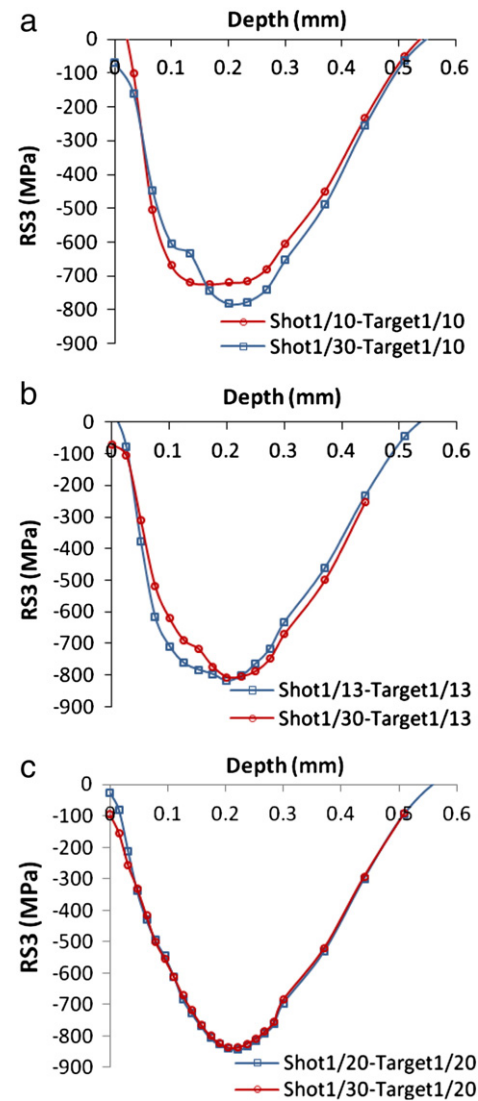 a
Depth (mm)
0 0 0.1 0.2 0.3 0.4 0.5 0.6
-100
-200
-300
-400
-500
-600
-700
-800
-900
RS3 (MPa)
Shot1/10-Target1/10
Shot1/30-Target1/10
b
Depth (mm)
0 0 0.1 0.2 0.3 0.4 0.5 0.6
-100
-200
-300
-400
-500
-600
-700
-800
-900
RS3 (MPa)
Shot1/13-Target1/13
Shot1/30-Target1/13
c
Depth (mm)
0 0 0.1 0.2 0.3 0.4 0.5 0.6
-100
-200
-300
-400
-500
-600
-700
-800
-900
RS3 (MPa)
Shot1/20-Target1/20
Shot1/30-Target1/20